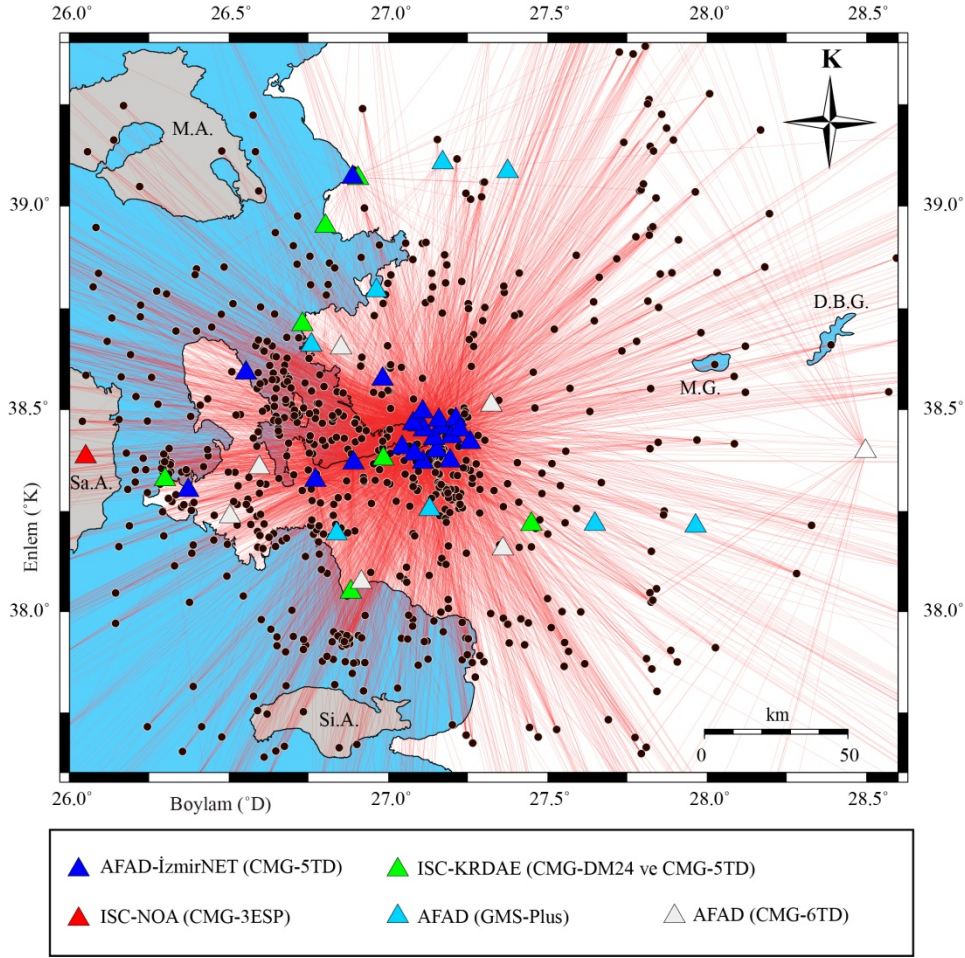 26.0˚ 26.5˚ 27.0˚ 27.5˚ 28.0˚ 28.5˚
K
M.A.
39.0˚ 39.0˚
D.B.G.
M.G.
38.5˚ 38.5˚
Sa.A.
Enlem (˚K)
38.0˚ 38.0˚
Si.A.
km
0 50
26.0˚ 26.5˚ 27.0˚ 27.5˚ 28.0˚ 28.5˚
Boylam (˚D)
AFAD-İzmirNET (CMG-5TD) ISC-KRDAE (CMG-DM24 ve CMG-5TD)
ISC-NOA (CMG-3ESP) AFAD (GMS-Plus) AFAD (CMG-6TD)